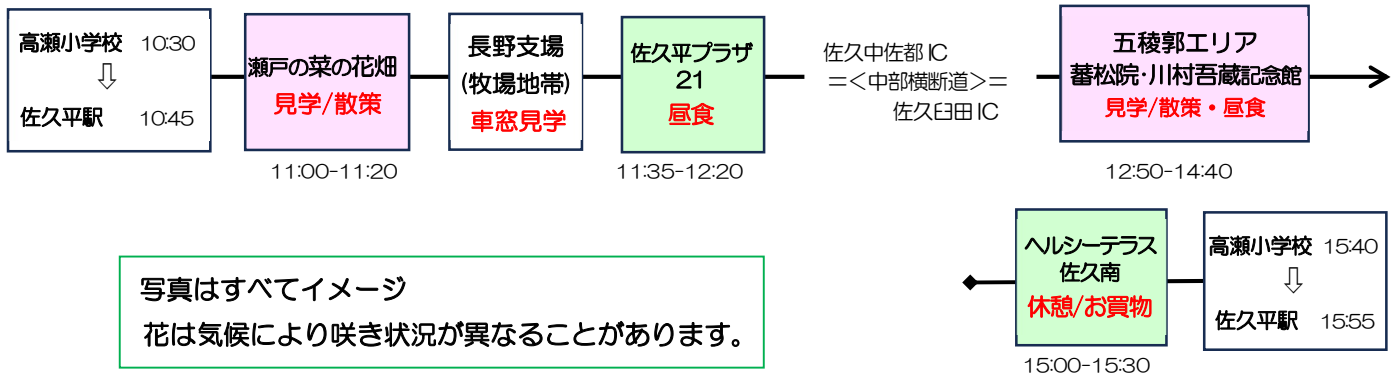 高瀬小学校 10:30
⇩
佐久平駅 10:45
瀬戸の菜の花畑
見学/散策
11:00-11:20
長野支場
(牧場地帯)
車窓見学
佐久平プラザ
21
昼食
11:35-12:20
佐久中佐都IC
=<中部横断道>=
佐久臼田IC
五稜郭エリア
蕃松院･川村吾蔵記念館
見学/散策・昼食
12:50-14:40
ヘルシーテラス
佐久南
休憩/お買物
15:00-15:30
高瀬小学校 15:40
⇩
佐久平駅 15:55
写真はすべてイメージ
花は気候により咲き状況が異なることがあります。